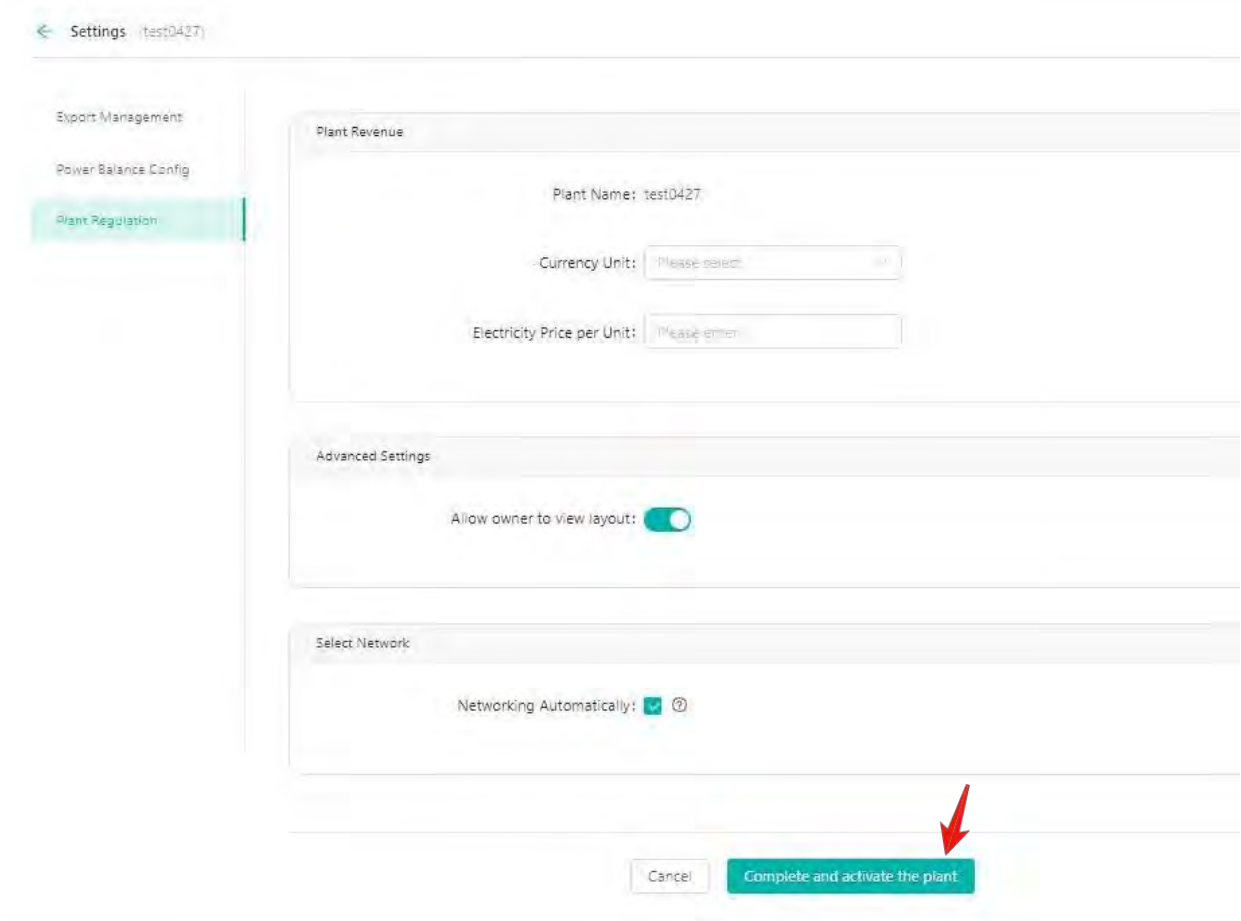 Settings (test0427)
Export Management
Power Balance Config
Plant Regulation
Plant Revenue
Plant Name: test0427
Currency Unit: Please select
Electricity Price per Unit: Please enter
Advanced Settings
Allow owner to view layout:
Select Network
Networking Automatically: ?
Cancel
Complete and activate the plant